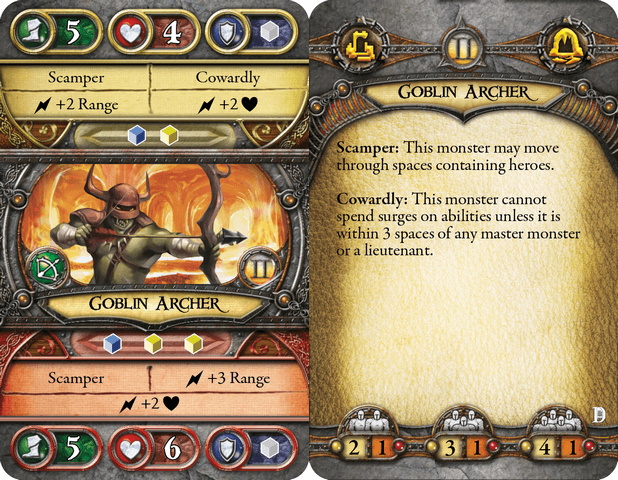 5 4
Scamper Cowardly
+2 Range +2
II
GOBLIN ARCHER
Scamper +3 Range
+2
5 6
II
GOBLIN ARCHER
Scamper: This monster may move
through spaces containing heroes.
Cowardly: This monster cannot
spend surges on abilities unless it is
within 3 spaces of any master monster
or a lieutenant.
D
2 1 3 1 4 1